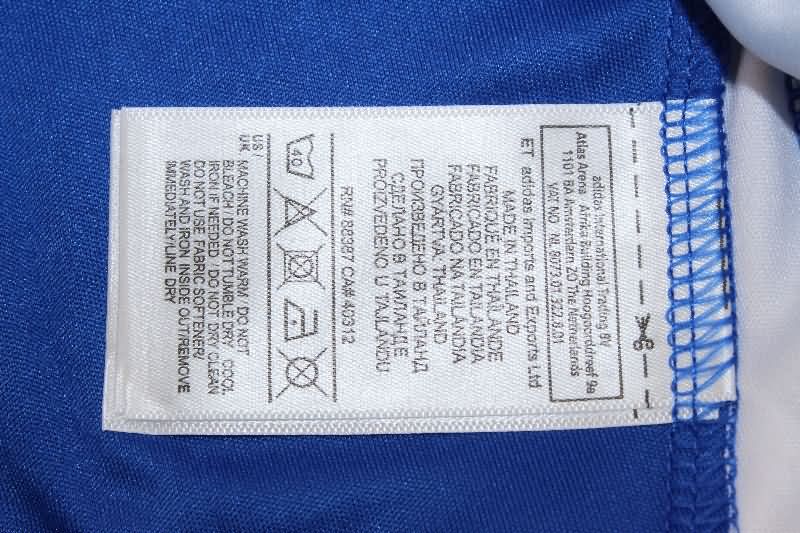 adidas International Trading BV
Atlas Arena, Afrika Building Hoogoorddreef 9a
1101 BA Amsterdam ZO The Netherlands
VAT NO: NL 8073.01.322.B.01
ET adidas Imports and Exports Ltd
MADE IN THAILAND
FABRIQUÉ EN THAÏLANDE
FABRICADO EN TAILANDIA
FABRICADO NA TAILÂNDIA
GYÁRTVA: THAILAND
ПРОИЗВЕДЕНО В ТАЙЛАНД
СДЕЛАНО В ТАИЛАНДЕ
PROIZVEDENO U TAJLANDU
RN# 88387 CA# 40312
40
US /
UK MACHINE WASH WARM DO NOT
BLEACH / DO NOT TUMBLE DRY COOL
IRON IF NEEDED / DO NOT DRY CLEAN
DO NOT USE FABRIC SOFTENER/
WASH AND IRON INSIDE OUT/REMOVE
IMMEDIATELY/LINE DRY